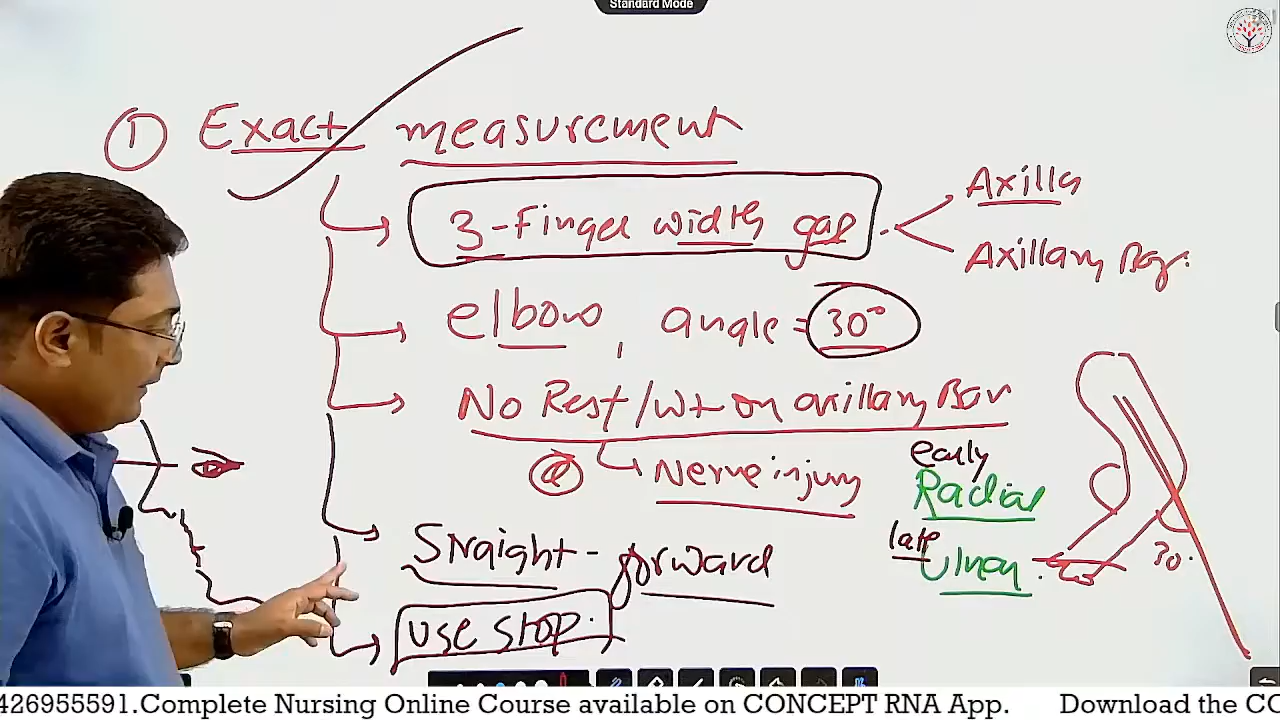 Standard Mode
① Exact measurement
3-Finger width gap
Axilla
Axillary Bar.
elbow, angle = 30°
No Rest/wt on axillary Bar
Nerve injury
early
Radial
late
Ulnar.
30°
Straight-forward
use stop.
426955591.Complete Nursing Online Course available on CONCEPT RNA App. Download the CO